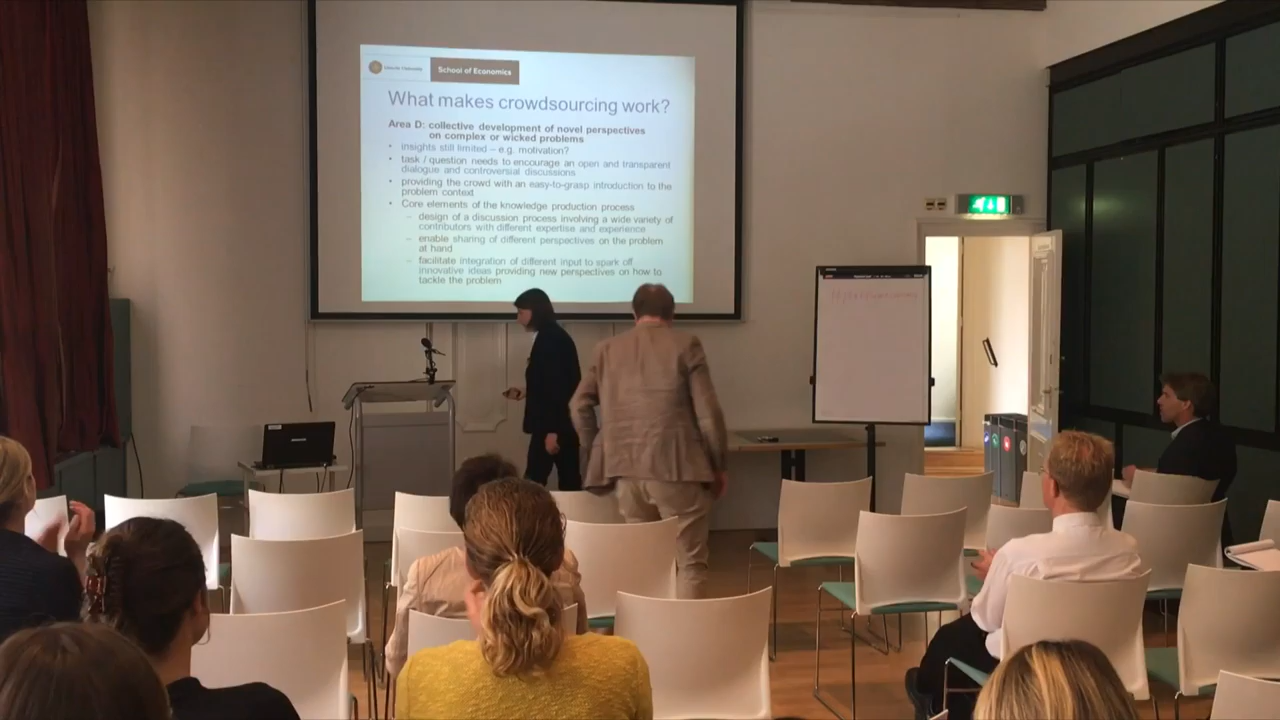 School of Economics
What makes crowdsourcing work?
Area D: collective development of novel perspectives
on complex or wicked problems
• insights still limited – e.g. motivation?
• task / question needs to encourage an open and transparent
dialogue and controversial discussions
• providing the crowd with an easy-to-grasp introduction to the
problem context
• Core elements of the knowledge production process
– design of a discussion process involving a wide variety of
contributors with different expertise and experience
– enable sharing of different perspectives on the problem
at hand
– facilitate integration of different input to spark off
innovative ideas providing new perspectives on how to
tackle the problem